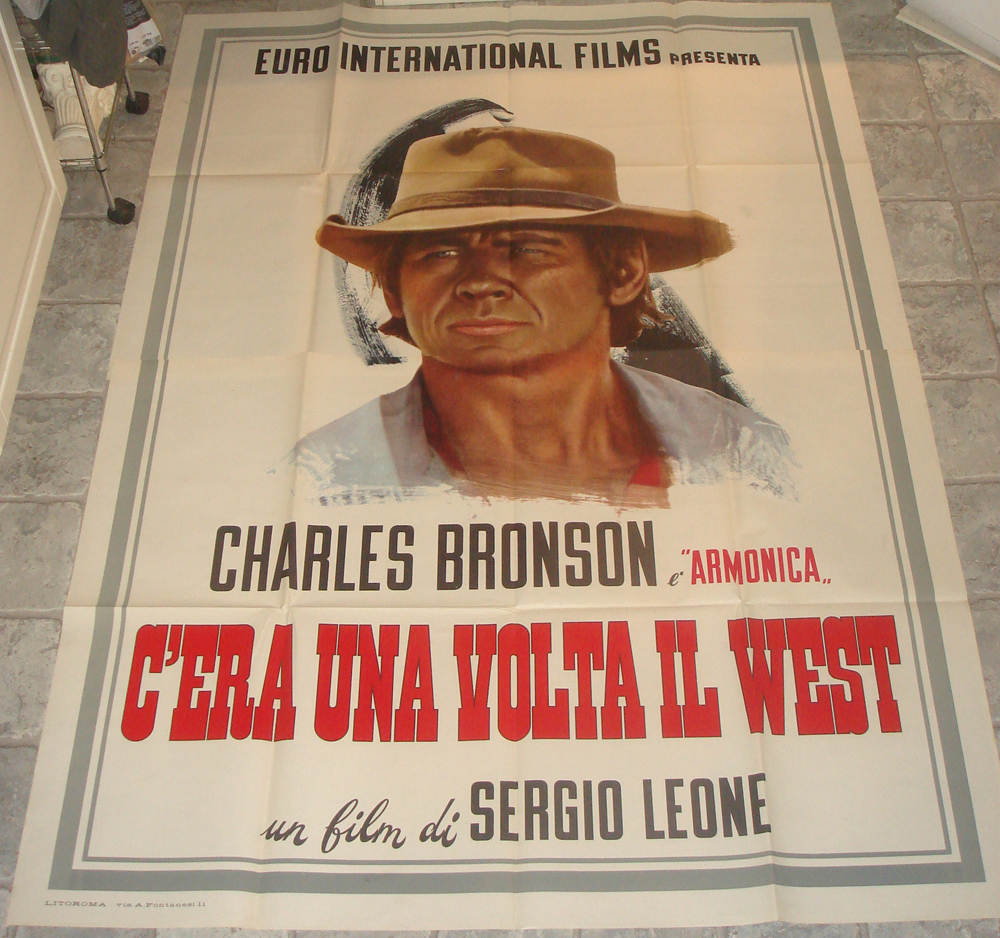 EURO INTERNATIONAL FILMS PRESENTA
CHARLES BRONSON e' "ARMONICA„
C'ERA UNA VOLTA IL WEST
un film di SERGIO LEONE
LITOROMA via A.Fontanesi 11